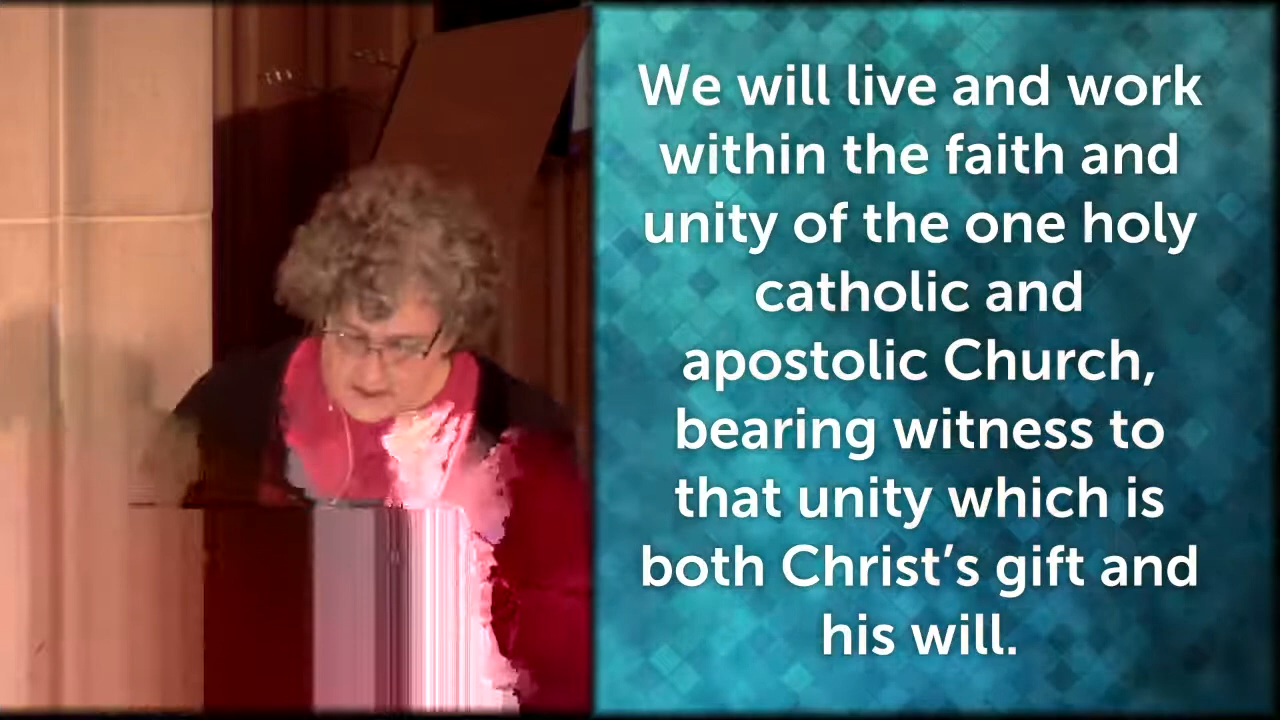 We will live and work
within the faith and
unity of the one holy
catholic and
apostolic Church,
bearing witness to
that unity which is
both Christ’s gift and
his will.